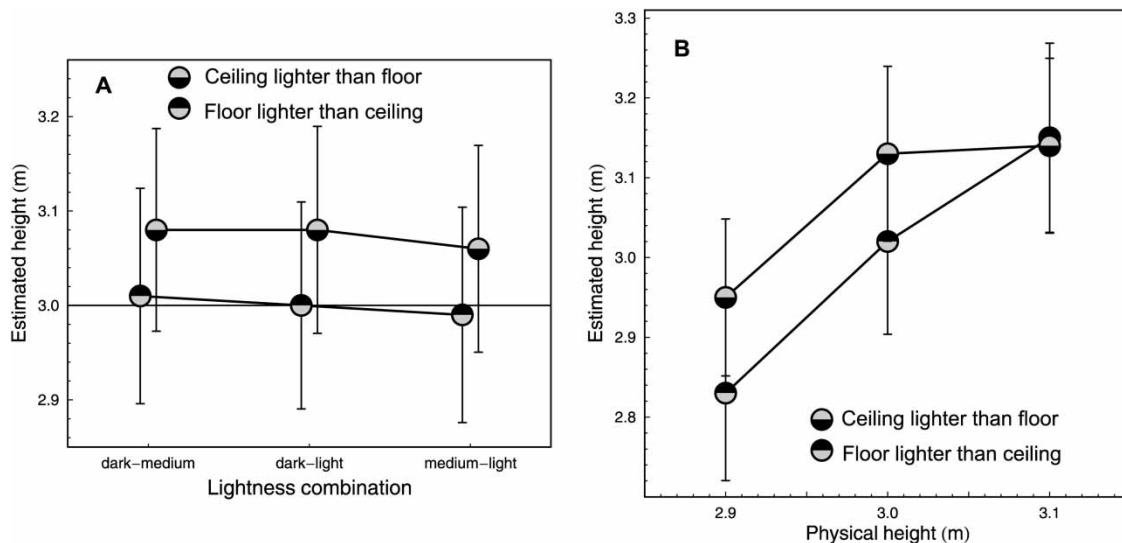 A
Ceiling lighter than floor
Floor lighter than ceiling
Estimated height (m)
3.2
3.1
3.0
2.9
dark–medium
dark–light
medium–light
Lightness combination
B
Estimated height (m)
3.3
3.2
3.1
3.0
2.9
2.8
Ceiling lighter than floor
Floor lighter than ceiling
2.9
3.0
3.1
Physical height (m)